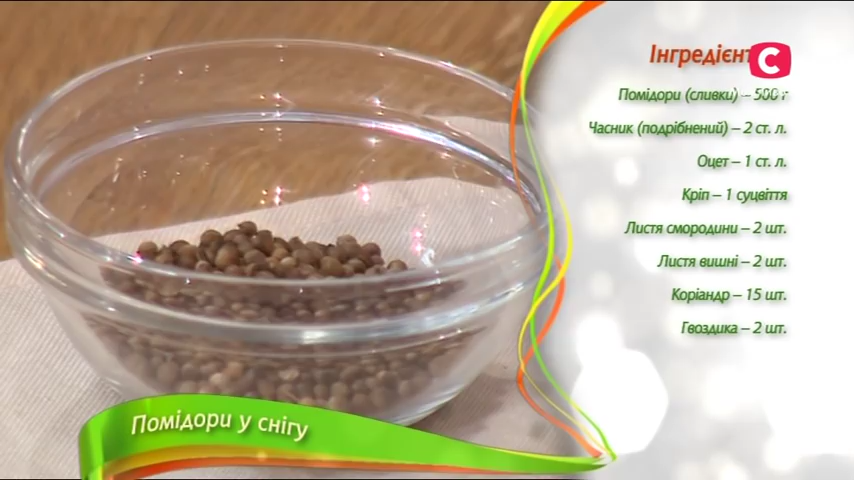 Інгредієнт
Помідори (сливки) – 500 г
Часник (подрібнений) – 2 ст. л.
Оцет – 1 ст. л.
Кріп – 1 суцвіття
Листя смородини – 2 шт.
Листя вишні – 2 шт.
Коріандр – 15 шт.
Гвоздика – 2 шт.
Помідори у снігу